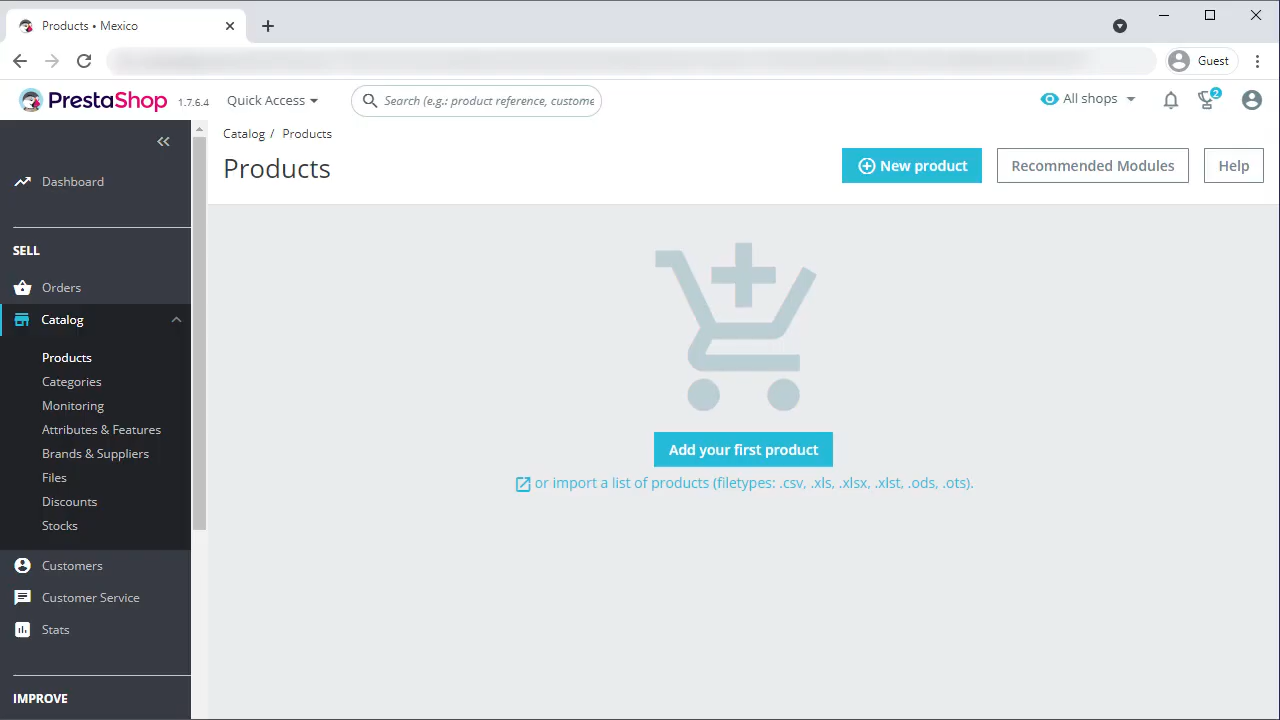 Products • Mexico
Guest
PrestaShop 1.7.6.4
Quick Access
Search (e.g.: product reference, custome
All shops
2
Dashboard
SELL
Orders
Catalog
Products
Categories
Monitoring
Attributes & Features
Brands & Suppliers
Files
Discounts
Stocks
Customers
Customer Service
Stats
IMPROVE
Catalog / Products
Products
New product
Recommended Modules
Help
Add your first product
or import a list of products (filetypes: .csv, .xls, .xlsx, .xlst, .ods, .ots).